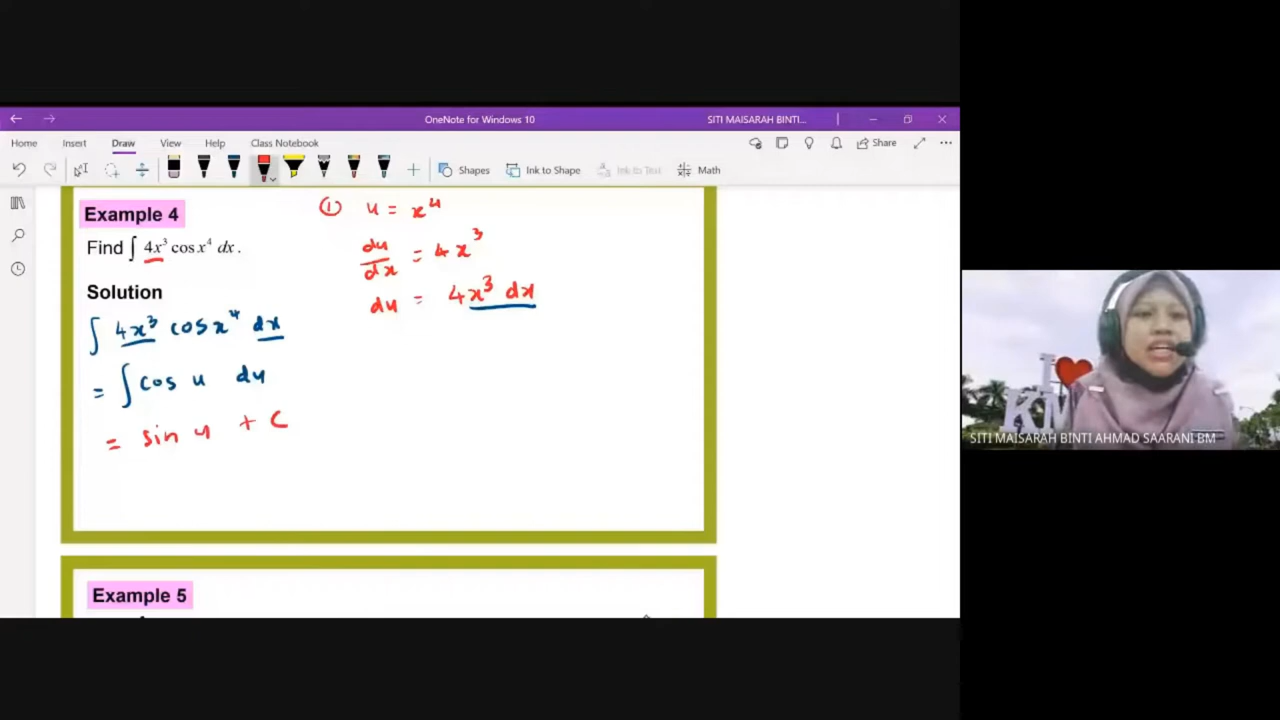 OneNote for Windows 10
SITI MAISARAH BINTI...
Home Insert Draw View Help Class Notebook
Share
Shapes Ink to Shape Ink to Text Math
Example 4
① u = x⁴
Find ∫ 4x³ cos x⁴ dx.
du/dx = 4x³
Solution
du = 4x³ dx
∫ 4x³ cos x⁴ dx
= ∫ cos u du
= sin u + c
Example 5
I KM
SITI MAISARAH BINTI AHMAD SAARANI BM